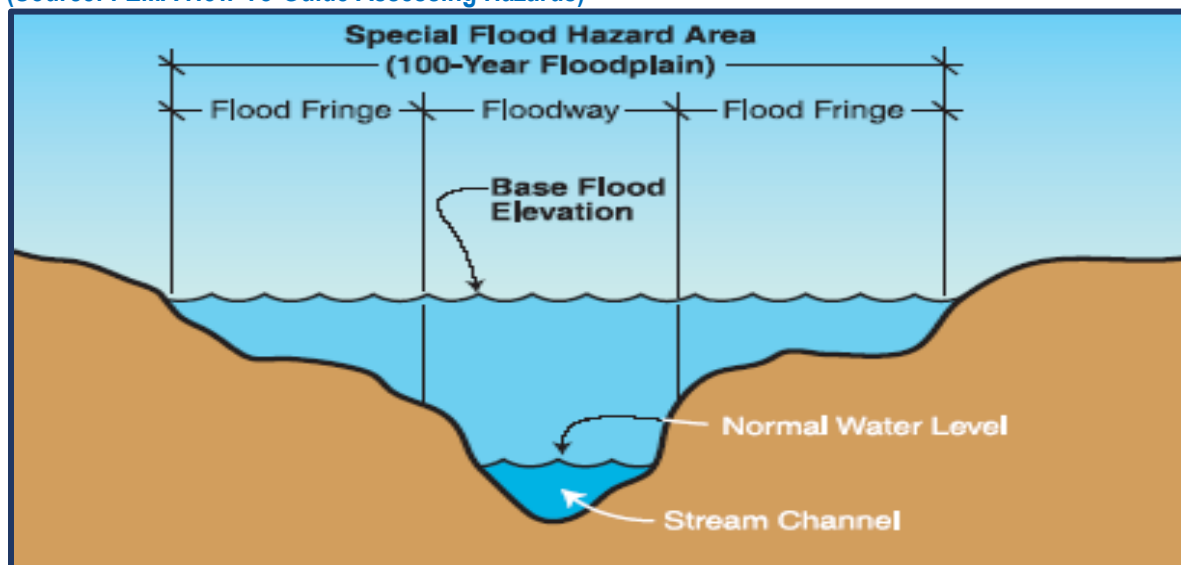 Special Flood Hazard Area
(100-Year Floodplain)
Flood Fringe
Floodway
Flood Fringe
Base Flood
Elevation
Normal Water Level
Stream Channel